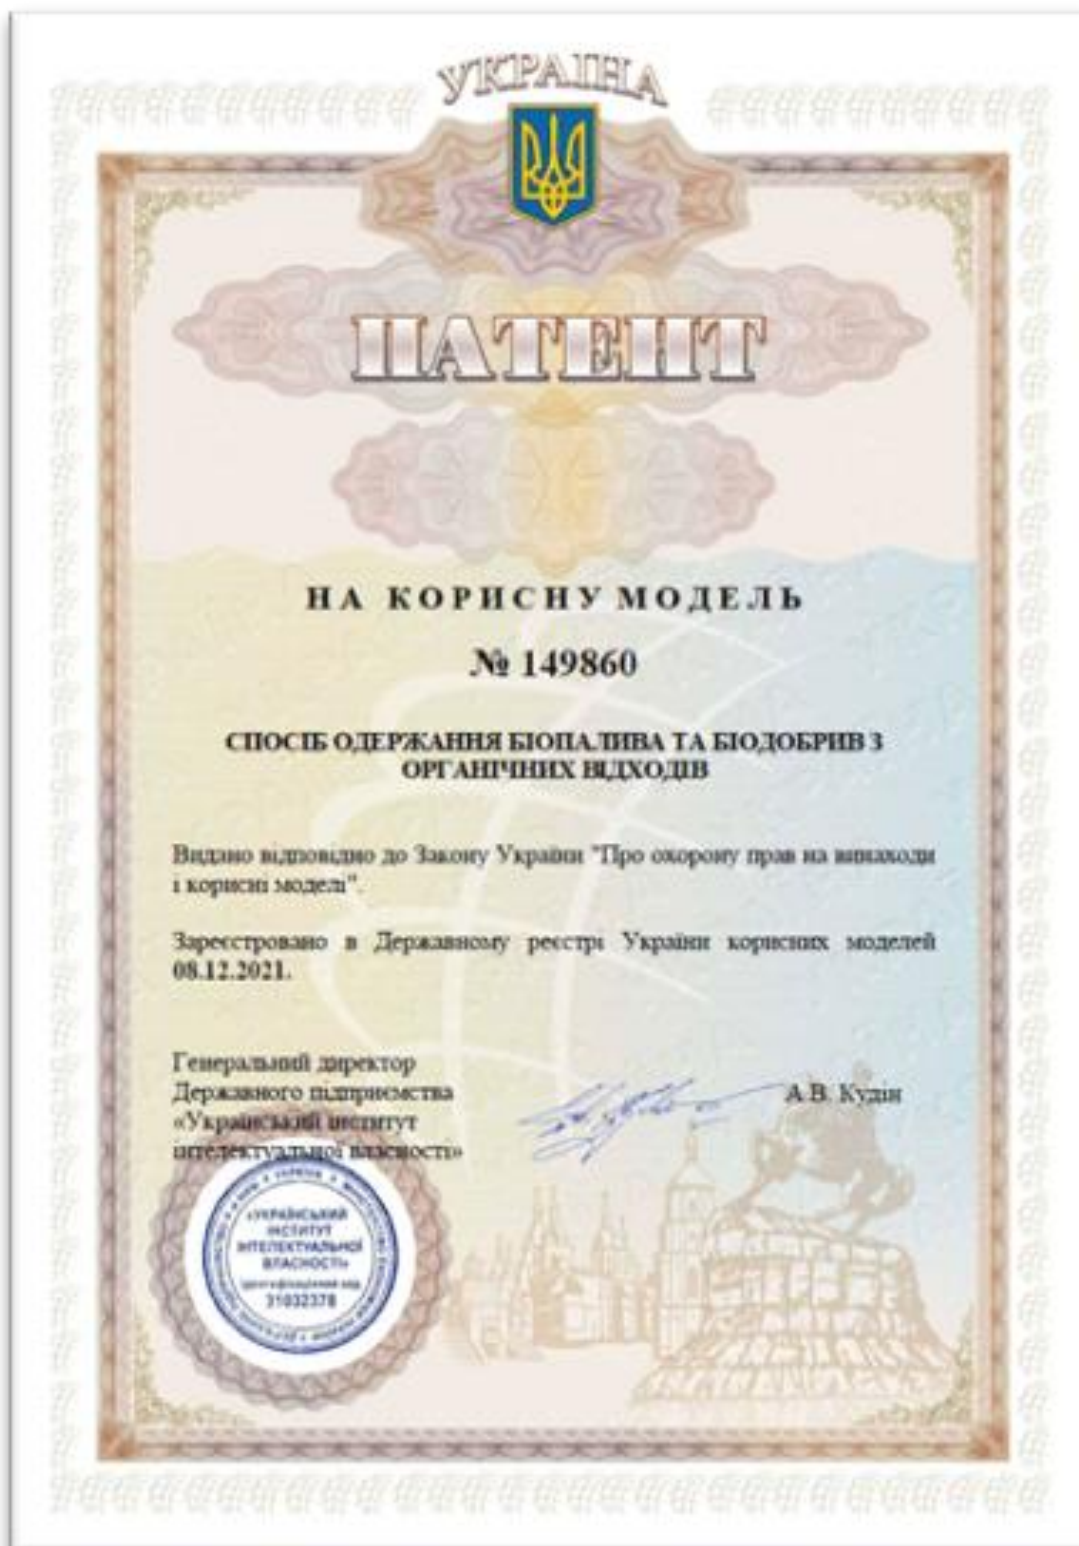 УКРАЇНА
ПАТЕНТ
НА КОРИСНУ МОДЕЛЬ
№ 149860
СПОСІБ ОДЕРЖАННЯ БІОПАЛИВА ТА БІОДОБРИВ З
ОРГАНІЧНИХ ВІДХОДІВ
Видано відповідно до Закону України "Про охорону прав на винаходи
і корисні моделі".
Зареєстровано в Державному реєстрі України корисних моделей
08.12.2021.
Генеральний директор
Державного підприємства
«Український інститут
інтелектуальної власності»
А.В. Кудін
«УКРАЇНСЬКИЙ
ІНСТИТУТ
ІНТЕЛЕКТУАЛЬНОЇ
ВЛАСНОСТІ»
31032378